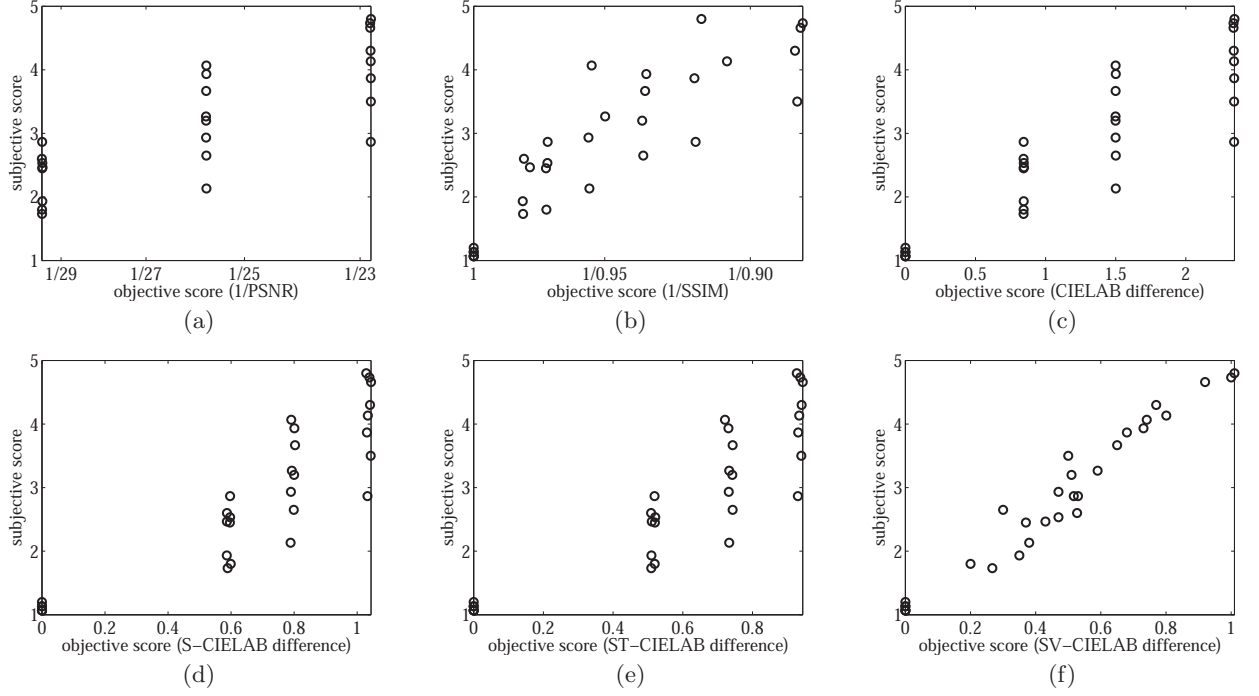 5
4
3
2
1
subjective score
1/29 1/27 1/25 1/23
objective score (1/PSNR)
(a)
5
4
3
2
1
subjective score
1 1/0.95 1/0.90
objective score (1/SSIM)
(b)
5
4
3
2
1
subjective score
0 0.5 1 1.5 2
objective score (CIELAB difference)
(c)
5
4
3
2
1
subjective score
0 0.2 0.4 0.6 0.8 1
objective score (S−CIELAB difference)
(d)
5
4
3
2
1
subjective score
0 0.2 0.4 0.6 0.8
objective score (ST−CIELAB difference)
(e)
5
4
3
2
1
subjective score
0 0.2 0.4 0.6 0.8 1
objective score (SV−CIELAB difference)
(f)